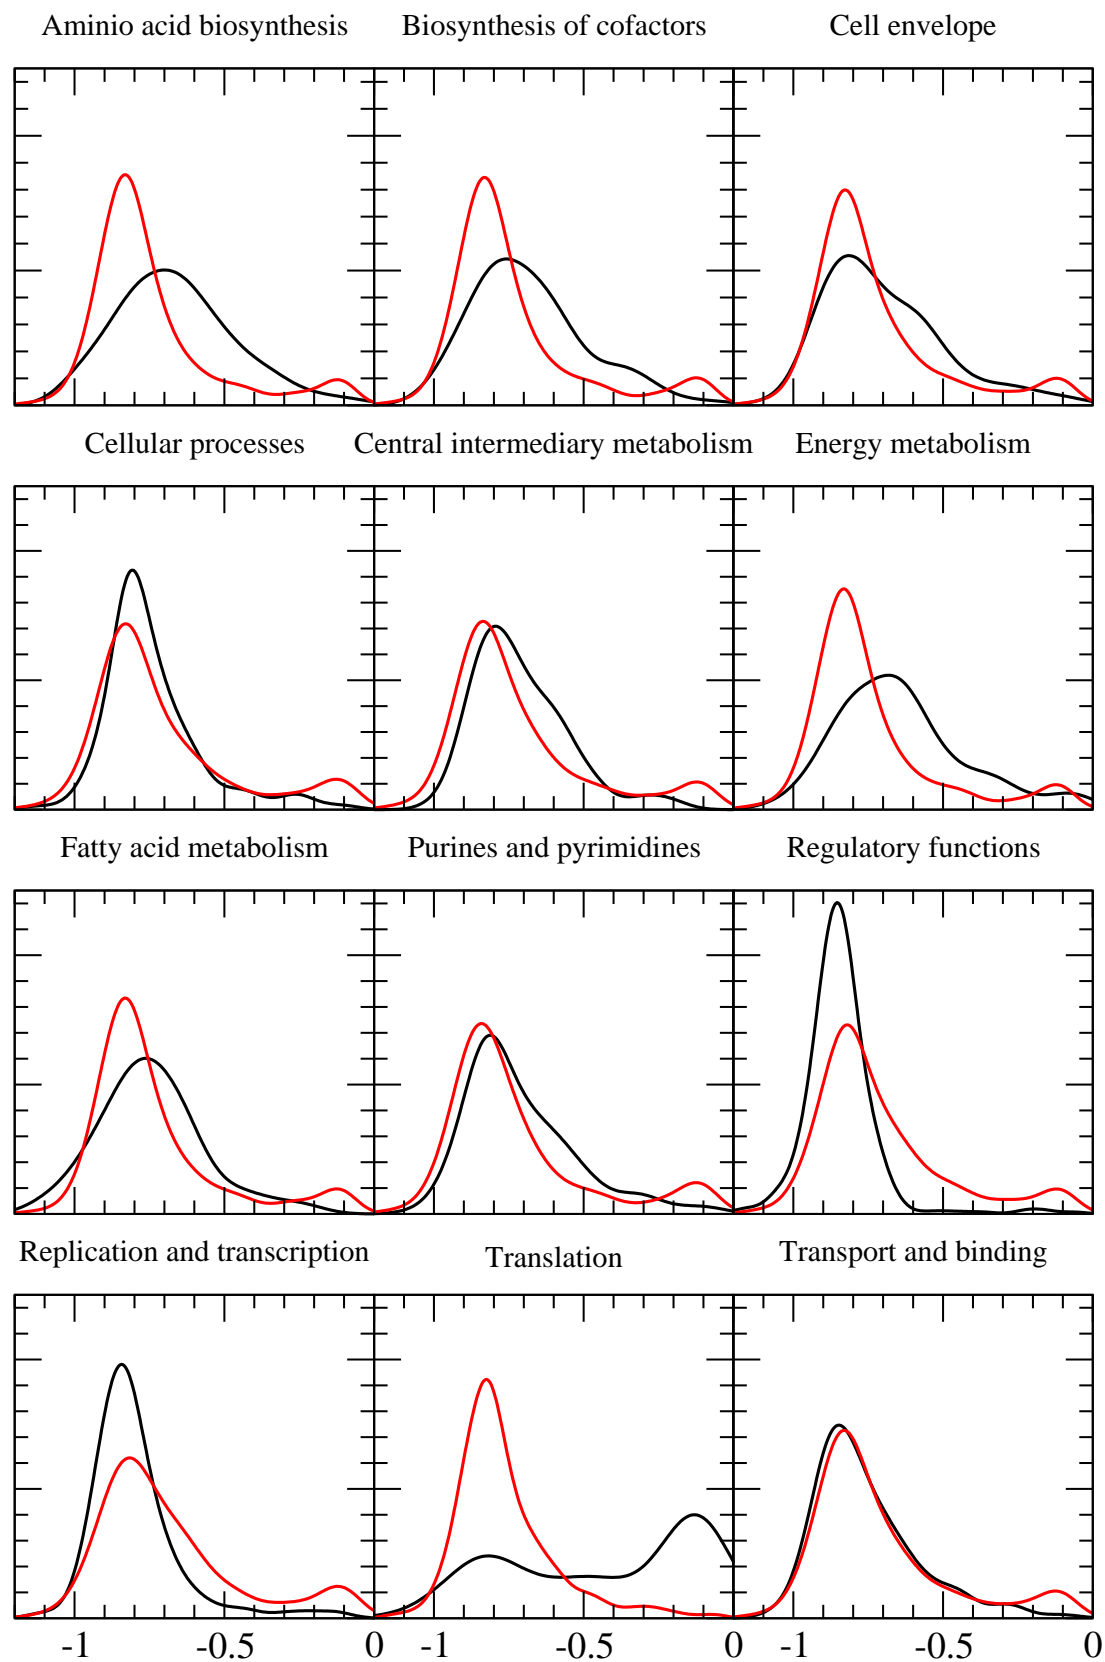 Aminio acid biosynthesis
Biosynthesis of cofactors
Cell envelope
Cellular processes
Central intermediary metabolism
Energy metabolism
Fatty acid metabolism
Purines and pyrimidines
Regulatory functions
Replication and transcription
Translation
Transport and binding
-1 -0.5 0 -1 -0.5 0 -1 -0.5 0